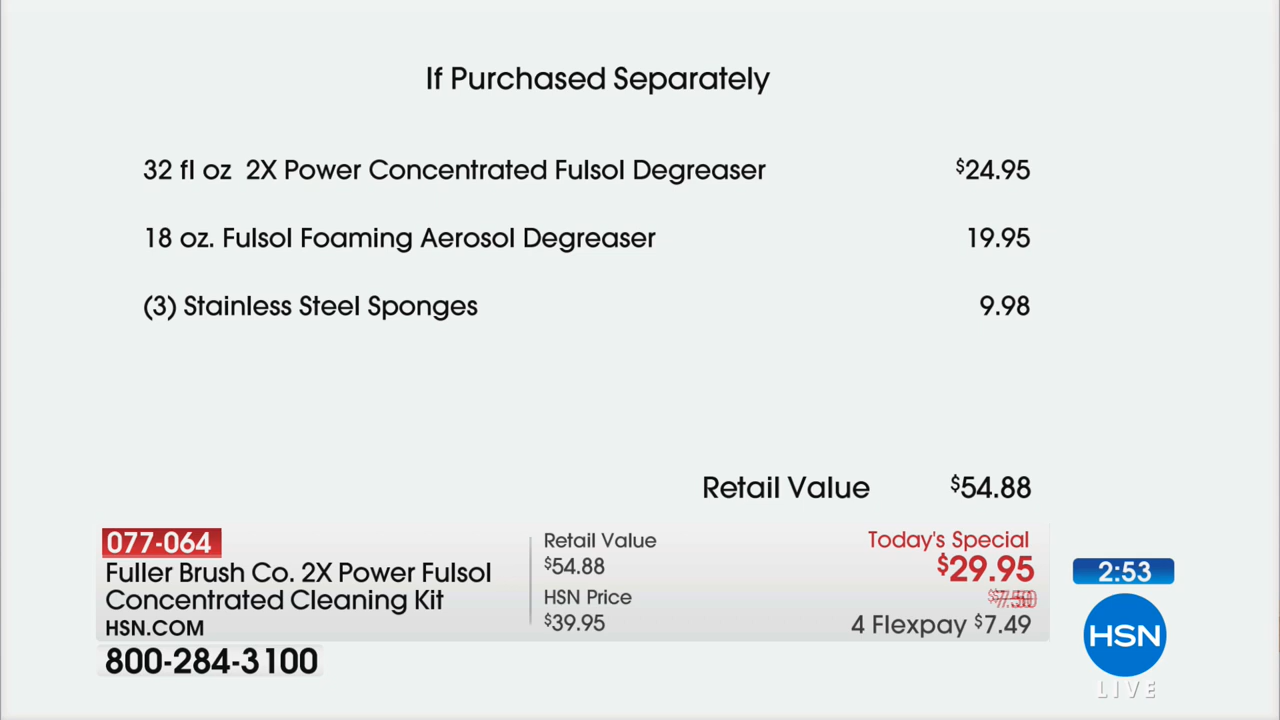 If Purchased Separately
32 fl oz 2X Power Concentrated Fulsol Degreaser $24.95
18 oz. Fulsol Foaming Aerosol Degreaser 19.95
(3) Stainless Steel Sponges 9.98
Retail Value $54.88
077-064
Fuller Brush Co. 2X Power Fulsol
Concentrated Cleaning Kit
HSN.COM
800-284-3100
Retail Value
$54.88
HSN Price
$39.95
Today's Special
$29.95
4 Flexpay $7.49
2:53
HSN
LIVE